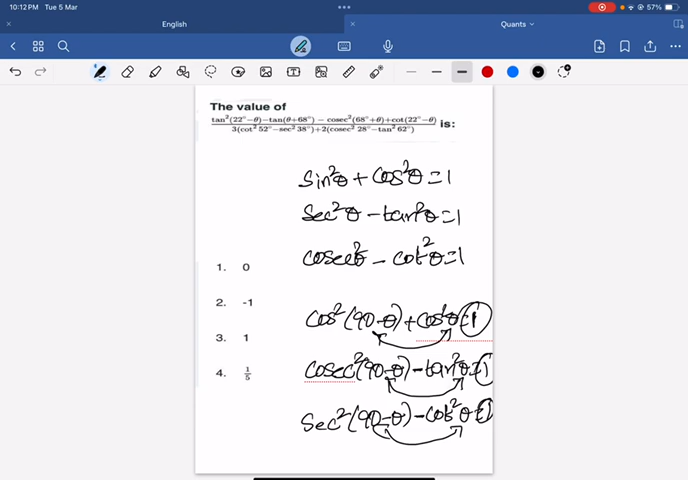 10:12 PM Tue 5 Mar
57%
English
Quants
The value of
tan²(22°−θ)−tan(θ+68°) − cosec²(68°+θ)+cot(22°−θ) is:
3(cot² 52°−sec² 38°)+2(cosec² 28°−tan² 62°)
sin²θ + cos²θ = 1
sec²θ − tan²θ = 1
cosec²θ − cot²θ = 1
1. 0
2. -1
3. 1
4. 1/5
cos²(90−θ)+cos²θ=1
cosec²(90−θ)−tan²θ=1
sec²(90−θ)−cot²θ=1